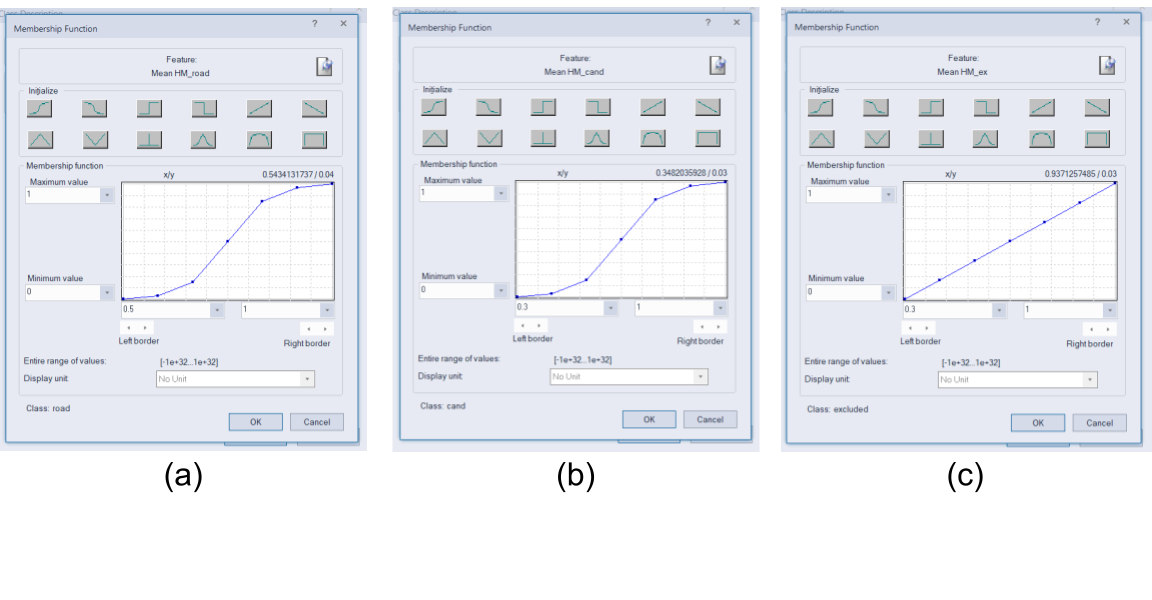 Class Description
Membership Function
? ×
Feature:
Mean HM_road
Initialize
Membership function
Maximum value
x/y
0.5434131737 / 0.04
1
Minimum value
0
0.5
1
Left border
Right border
Entire range of values:
[-1e+32...1e+32]
Display unit
No Unit
Class: road
OK
Cancel
(a)
Class Description
Membership Function
? ×
Feature:
Mean HM_cand
Initialize
Membership function
Maximum value
x/y
0.3482035928 / 0.03
1
Minimum value
0
0.3
1
Left border
Right border
Entire range of values:
[-1e+32...1e+32]
Display unit
No Unit
Class: cand
OK
Cancel
(b)
Class Description
Membership Function
? ×
Feature:
Mean HM_ex
Initialize
Membership function
Maximum value
x/y
0.9371257485 / 0.03
1
Minimum value
0
0.3
1
Left border
Right border
Entire range of values:
[-1e+32...1e+32]
Display unit
No Unit
Class: excluded
OK
Cancel
(c)